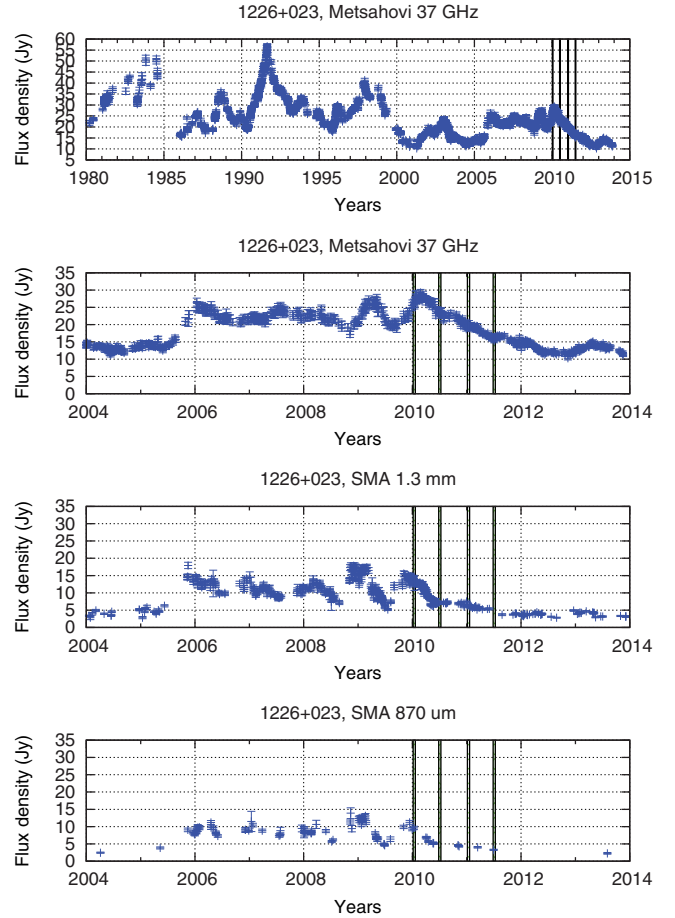 1226+023, Metsahovi 37 GHz
Flux density (Jy)
60
55
50
45
40
35
30
25
20
15
10
5
1980 1985 1990 1995 2000 2005 2010 2015
Years
1226+023, Metsahovi 37 GHz
Flux density (Jy)
35
30
25
20
15
10
5
0
2004 2006 2008 2010 2012 2014
Years
1226+023, SMA 1.3 mm
Flux density (Jy)
35
30
25
20
15
10
5
0
2004 2006 2008 2010 2012 2014
Years
1226+023, SMA 870 um
Flux density (Jy)
35
30
25
20
15
10
5
0
2004 2006 2008 2010 2012 2014
Years